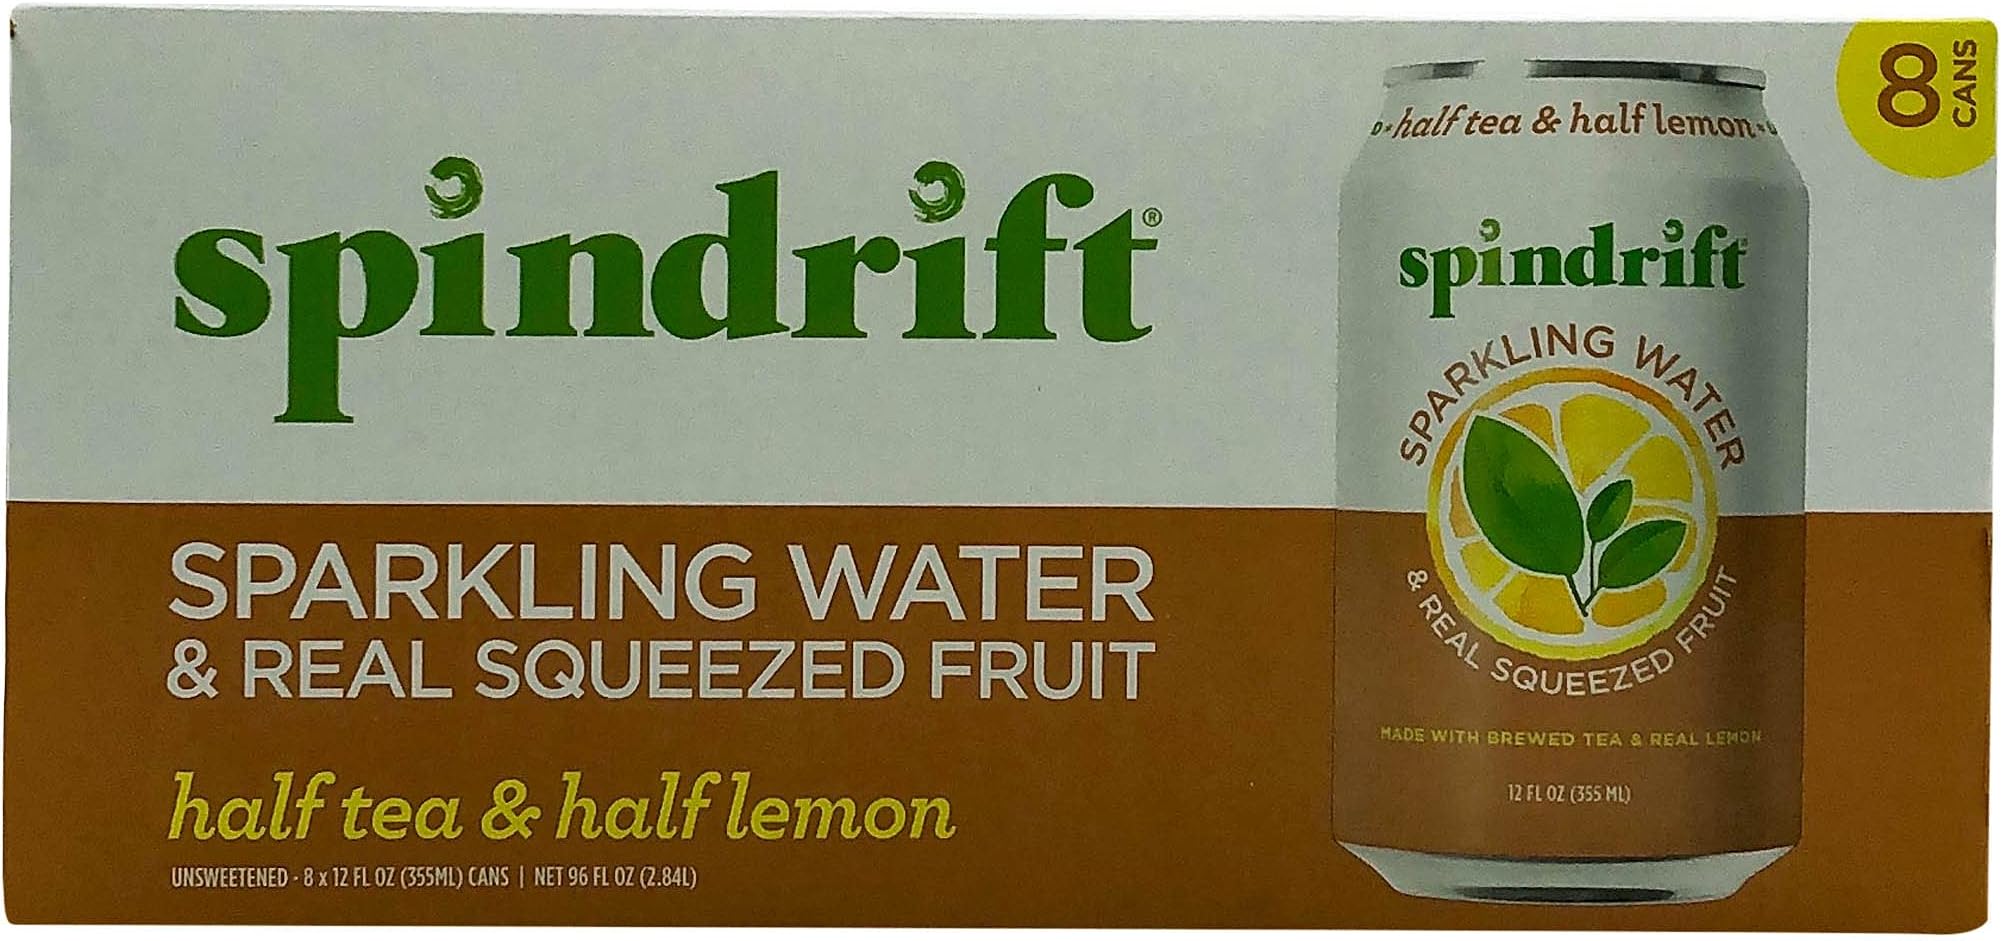 spindrift®
SPARKLING WATER
& REAL SQUEEZED FRUIT
half tea & half lemon
UNSWEETENED - 8 x 12 FL OZ (355ML) CANS | NET 96 FL OZ (2.84L)
8 CANS
half tea & half lemon
spindrift
SPARKLING WATER
& REAL SQUEEZED FRUIT
MADE WITH BREWED TEA & REAL LEMON
12 FL OZ (355 ML)